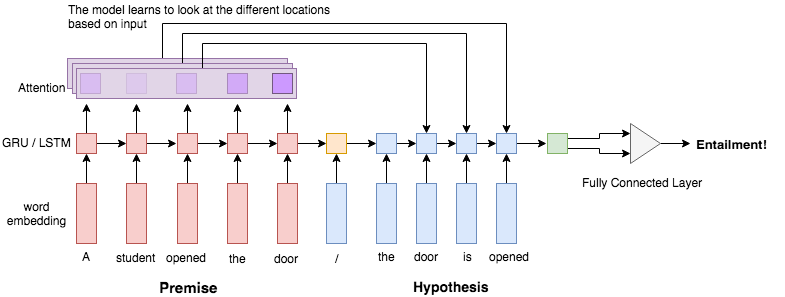 The model learns to look at the different locations
based on input
Attention
GRU / LSTM
Entailment!
Fully Connected Layer
word
embedding
A student opened the door / the door is opened
Premise Hypothesis